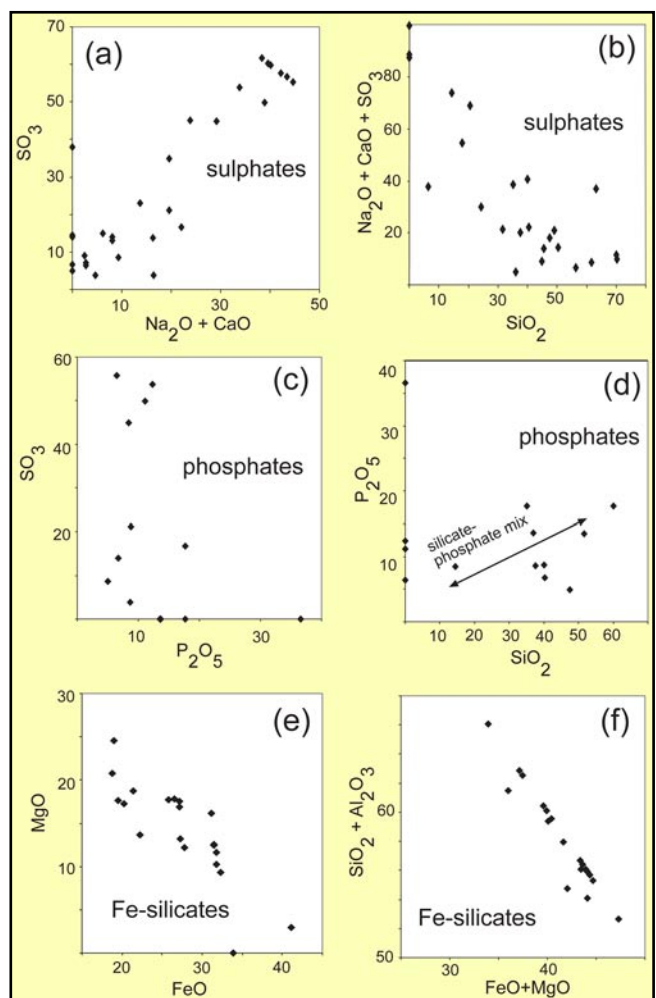 (a)
SO3
70
50
30
10
sulphates
0
10
20
30
40
50
Na2O + CaO
(b)
Na2O + CaO + SO3
80
60
40
20
sulphates
10
20
30
40
50
60
70
80
SiO2
(c)
SO3
60
40
20
phosphates
10
30
P2O5
(d)
P2O5
40
30
20
10
phosphates
silicate-
phosphate mix
0
10
20
30
40
50
60
SiO2
(e)
MgO
30
20
10
Fe-silicates
20
30
40
FeO
(f)
SiO2 + Al2O3
60
50
Fe-silicates
30
40
FeO+MgO